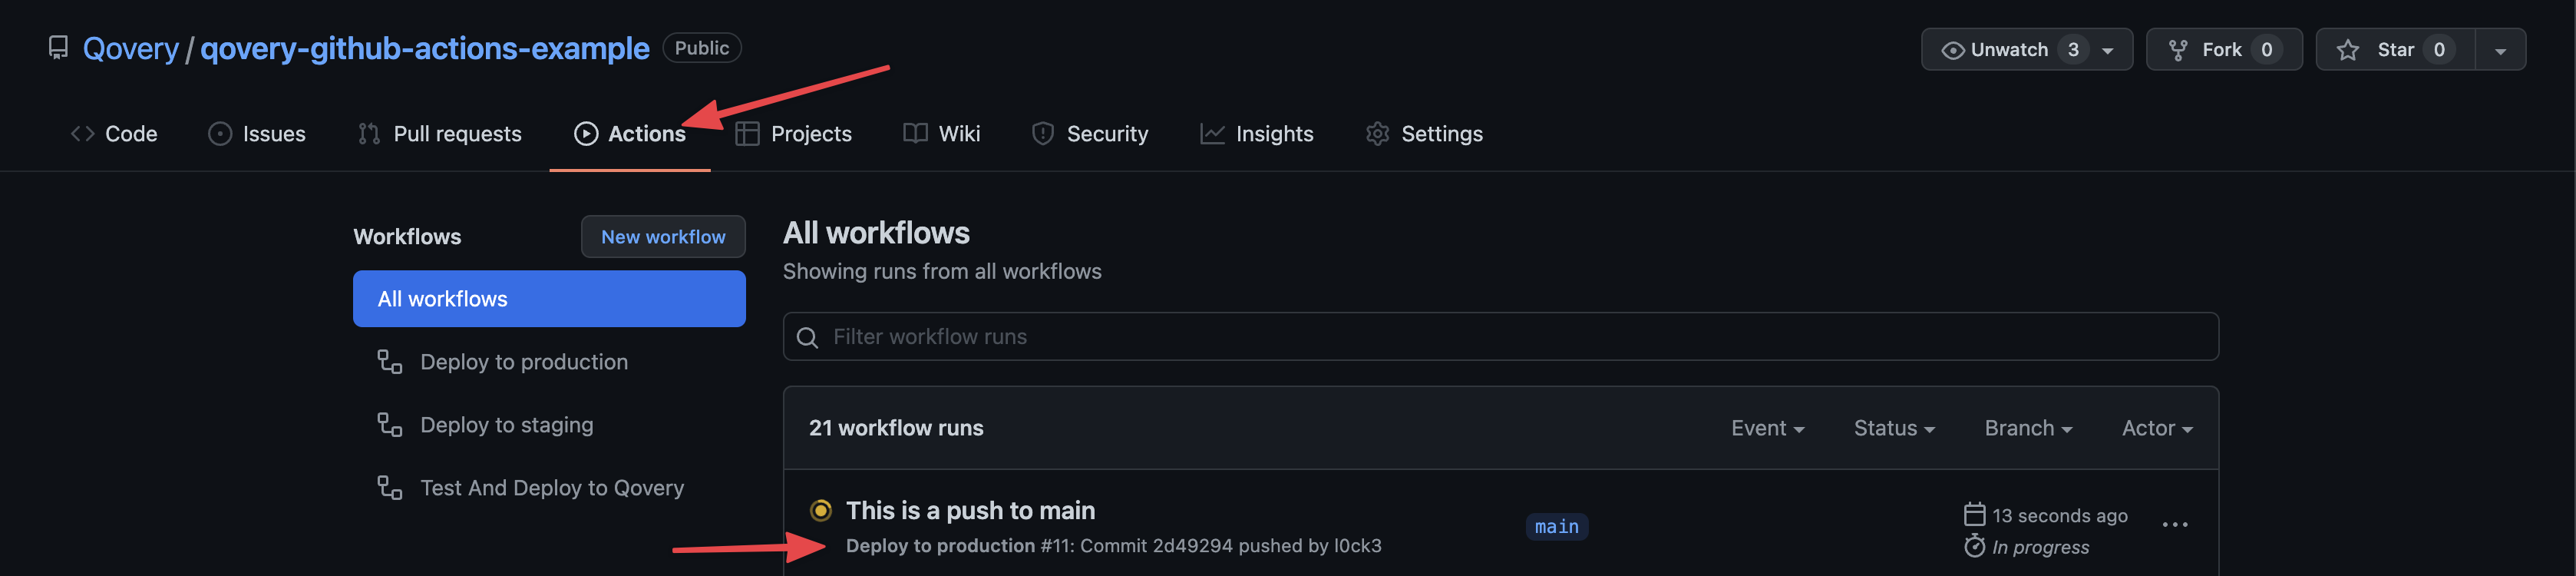 Qovery / qovery-github-actions-example Public
Unwatch 3 Fork 0 Star 0
Code Issues Pull requests Actions Projects Wiki Security Insights Settings
Workflows New workflow
All workflows
Deploy to production
Deploy to staging
Test And Deploy to Qovery
All workflows
Showing runs from all workflows
Filter workflow runs
21 workflow runs Event Status Branch Actor
This is a push to main
Deploy to production #11: Commit 2d49294 pushed by l0ck3
main
13 seconds ago
In progress